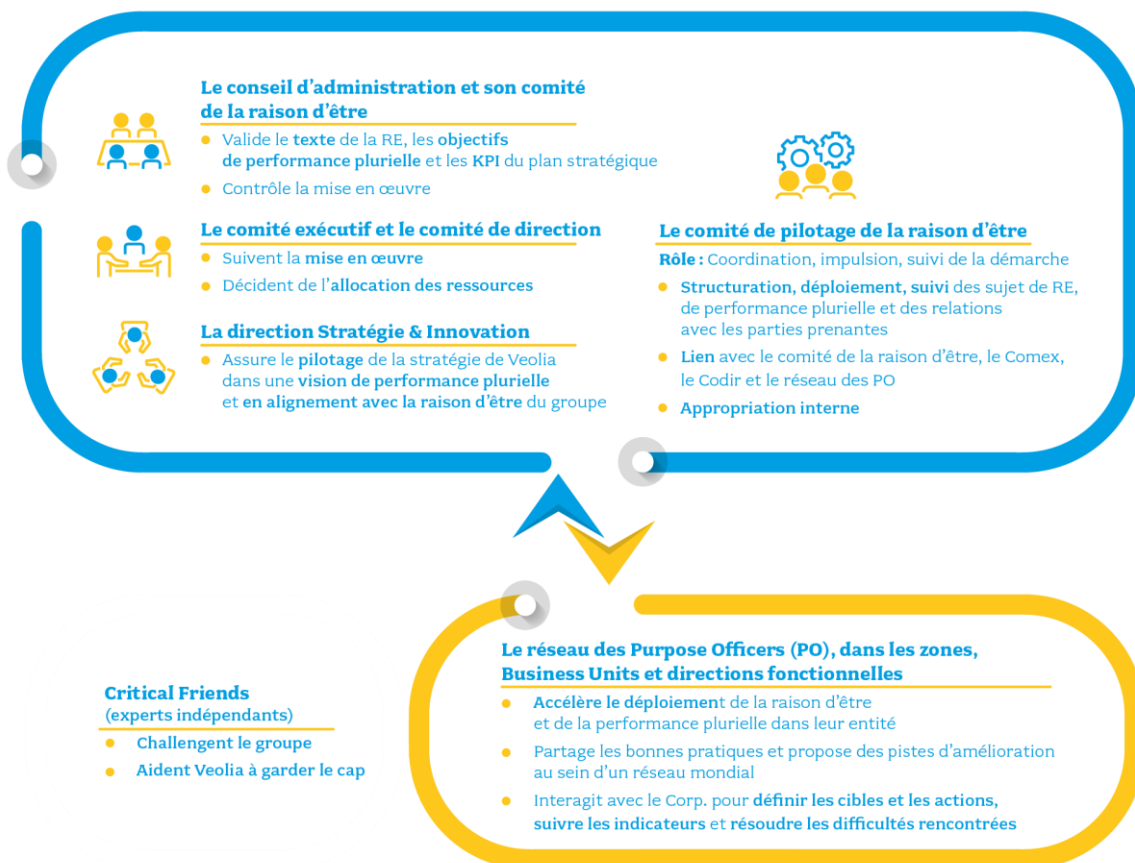 Le conseil d'administration et son comité
de la raison d'être
• Valide le texte de la RE, les objectifs
de performance plurielle et les KPI du plan stratégique
• Contrôle la mise en œuvre
Le comité exécutif et le comité de direction
• Suivent la mise en œuvre
• Décident de l'allocation des ressources
La direction Stratégie & Innovation
• Assure le pilotage de la stratégie de Veolia
dans une vision de performance plurielle
et en alignement avec la raison d'être du groupe
Le comité de pilotage de la raison d'être
Rôle : Coordination, impulsion, suivi de la démarche
• Structuration, déploiement, suivi des sujet de RE,
de performance plurielle et des relations
avec les parties prenantes
• Lien avec le comité de la raison d'être, le Comex,
le Codir et le réseau des PO
• Appropriation interne
Critical Friends
(experts indépendants)
• Challengent le groupe
• Aident Veolia à garder le cap
Le réseau des Purpose Officers (PO), dans les zones,
Business Units et directions fonctionnelles
• Accélère le déploiement de la raison d'être
et de la performance plurielle dans leur entité
• Partage les bonnes pratiques et propose des pistes d'amélioration
au sein d'un réseau mondial
• Interagit avec le Corp. pour définir les cibles et les actions,
suivre les indicateurs et résoudre les difficultés rencontrées